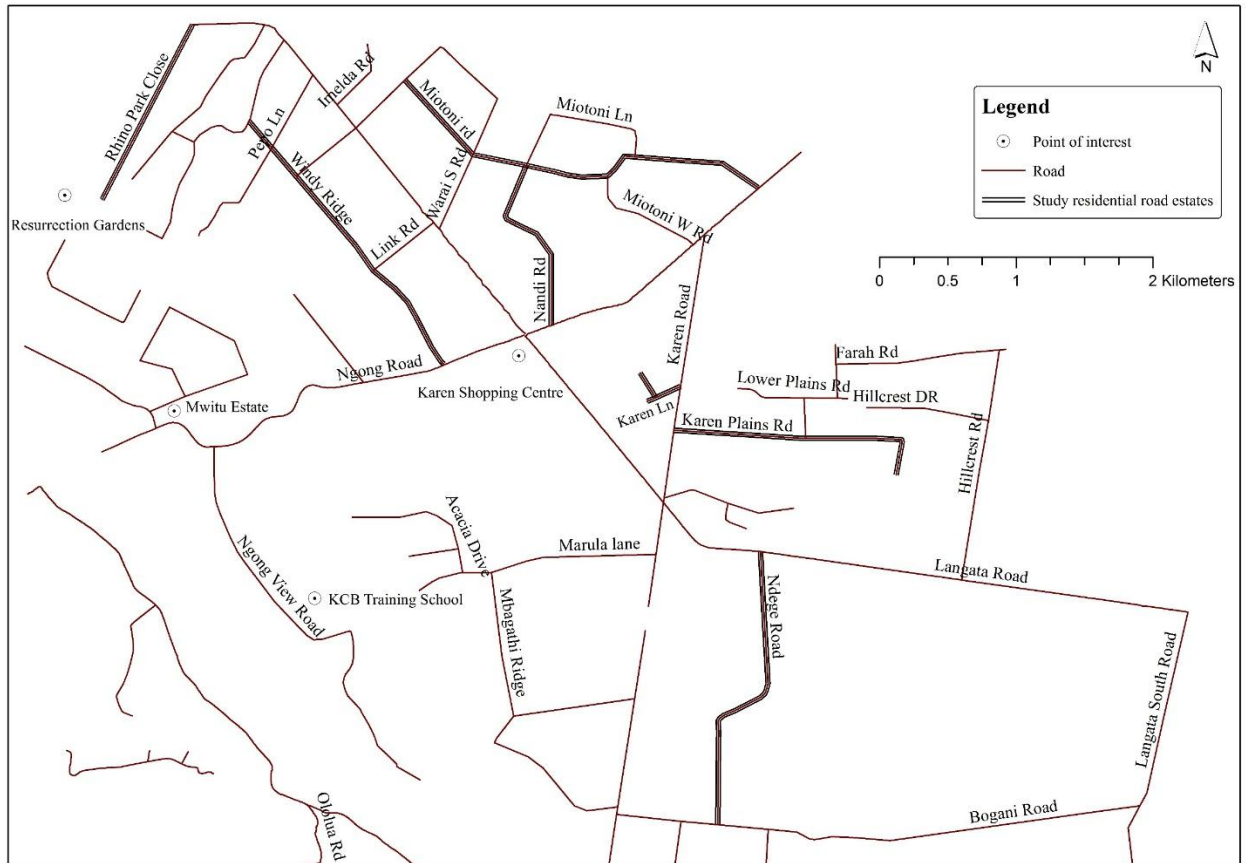 N
Legend
Point of interest
Road
Study residential road estates
0 0.5 1 2 Kilometers
Rhino Park Close
Resurrection Gardens
Pepo Ln
Imelda Rd
Miotoni rd
Windy Ridge
Link Rd
Warai S Rd
Miotoni Ln
Miotoni W Rd
Nandi Rd
Karen Road
Ngong Road
Karen Shopping Centre
Mwitu Estate
Karen Ln
Farah Rd
Lower Plains Rd
Hillcrest DR
Karen Plains Rd
Hillcrest Rd
Acacia Drive
Marula lane
Langata Road
Ngong View Road
KCB Training School
Mbagathi Ridge
Ndege Road
Langata South Road
Bogani Road
Ololua Rd